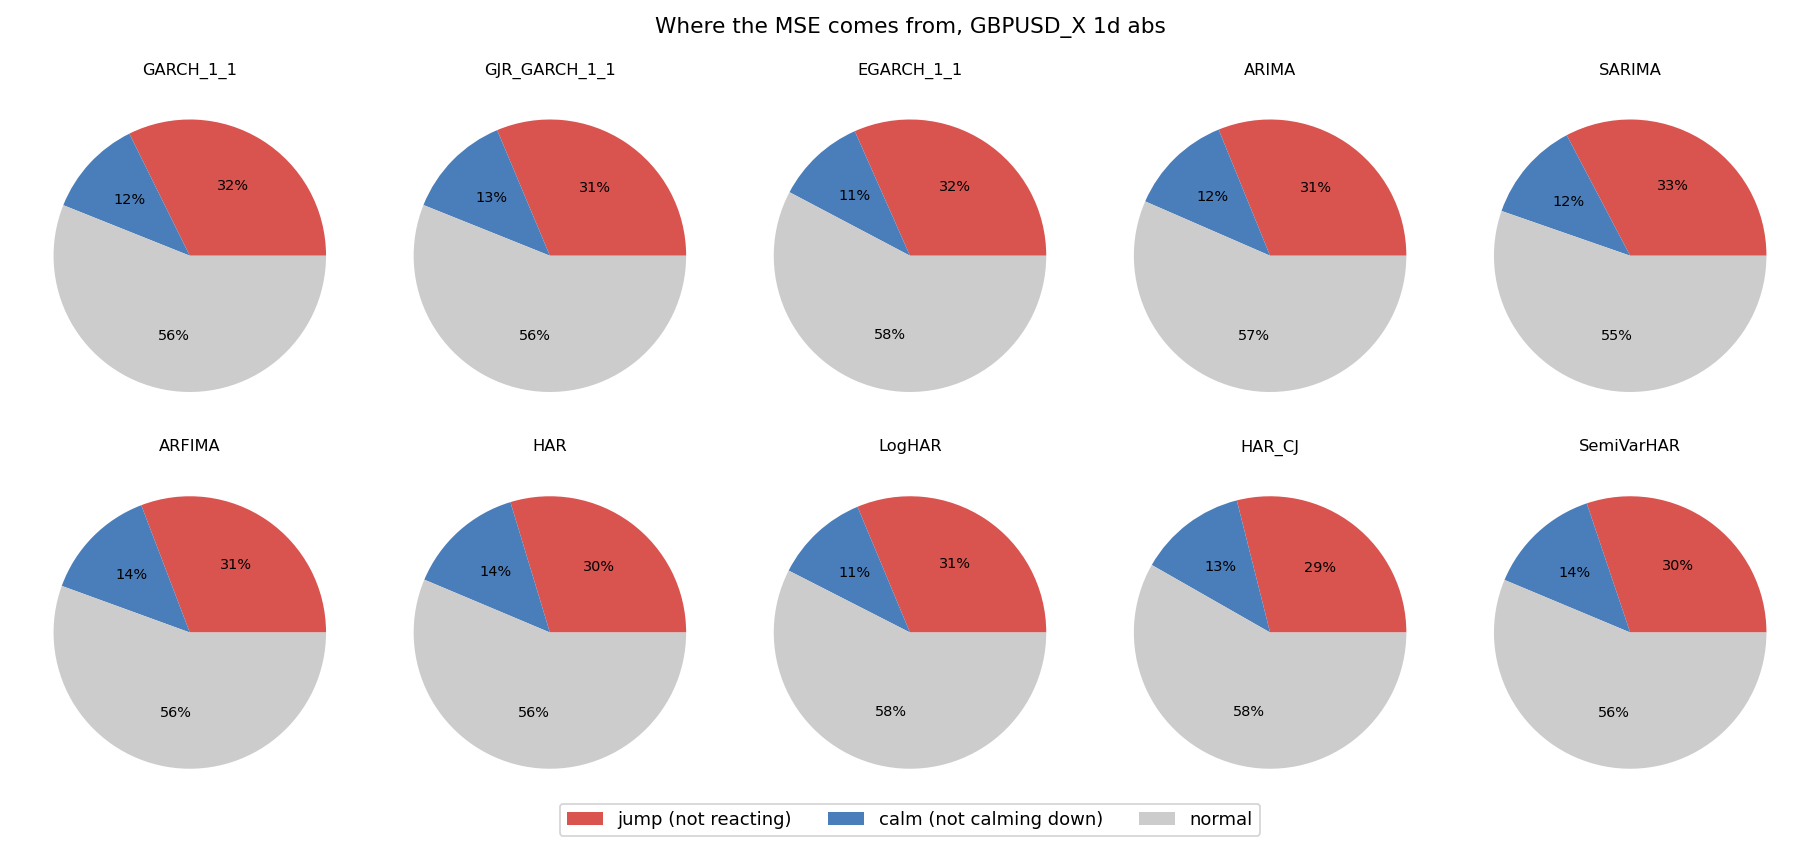 Where the MSE comes from, GBPUSD_X 1d abs
GARCH_1_1
GJR_GARCH_1_1
EGARCH_1_1
ARIMA
SARIMA
32%
12%
56%
31%
13%
56%
32%
11%
58%
31%
12%
57%
33%
12%
55%
ARFIMA
HAR
LogHAR
HAR_CJ
SemiVarHAR
31%
14%
56%
30%
14%
56%
31%
11%
58%
29%
13%
58%
30%
14%
56%
jump (not reacting)
calm (not calming down)
normal